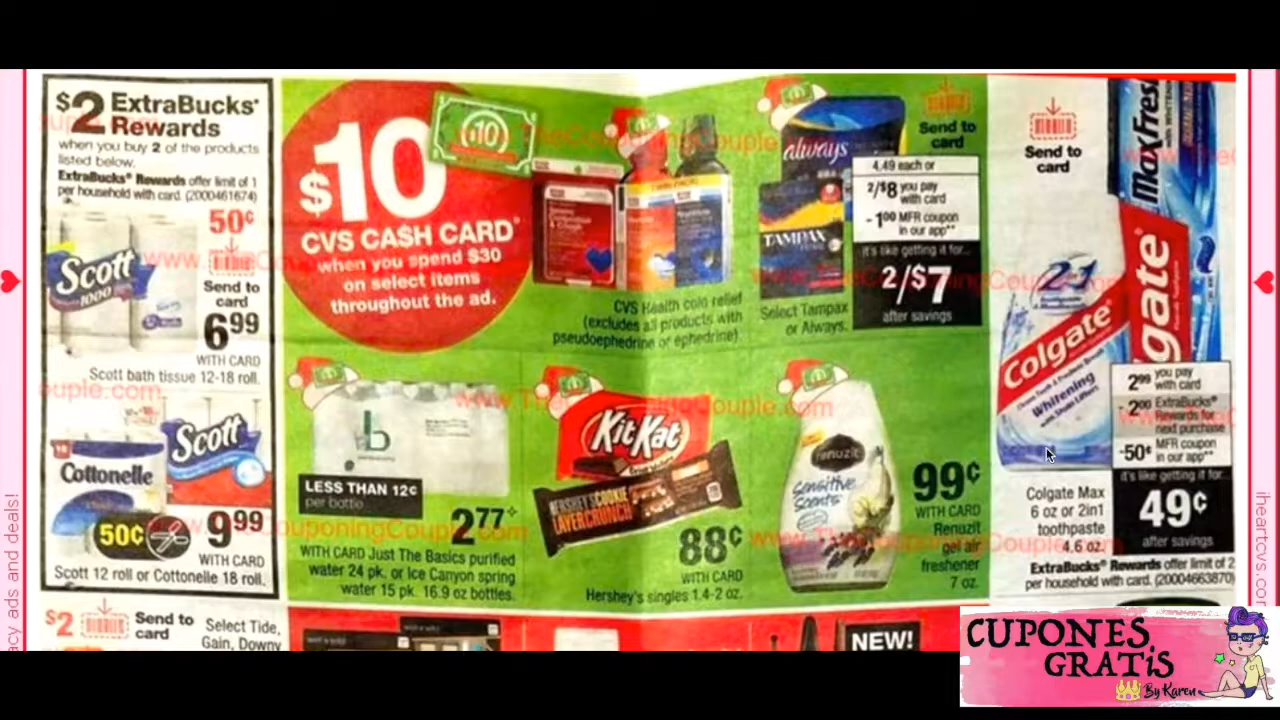 $2 ExtraBucks®
Rewards
when you buy 2 of the products
listed below.
ExtraBucks® Rewards offer limit of 1
per household with card. (2000461674)
50¢
Send to
card
Scott
1000
6.99
WITH CARD
Scott bath tissue 12-18 roll.
Cottonelle
Scott
50¢
9.99
WITH CARD
Scott 12 roll or Cottonelle 18 roll.
$10
CVS CASH CARD*
when you spend $30
on select items
throughout the ad.
CVS Health cold relief
(excludes all products with
pseudoephedrine or ephedrine)
always
TAMPAX
Select Tampax
or Always.
Send to
card
4.49 each or
2/$8 you pay
with card
- 1.00 MFR coupon
in our app**
it's like getting it for...
2/$7
after savings
b
LESS THAN 12¢
per bottle
2.77+
WITH CARD Just The Basics purified
water 24 pk. or Ice Canyon spring
water 15 pk. 16.9 oz bottles.
KitKat
HERSHEY'S COOKIE
LAYER CRUNCH
88¢
WITH CARD
Hershey's singles 1.4-2 oz.
renuzit
Sensitive
Scents
99¢
WITH CARD
Renuzit
gel air
freshener
7 oz.
Send to
card
MaxFresh
Colgate
2in1
Colgate
Whitening
2.99 you pay
with card
- 2.00 ExtraBucks®
Rewards for
next purchase
- 50¢ MFR coupon
in our app**
it's like getting it for...
49¢
after savings
Colgate Max
6 oz or 2in1
toothpaste
4.6 oz.
ExtraBucks® Rewards offer limit of 2
per household with card. (20004663870)
$2
Send to
card
Select Tide,
Gain, Downy
NEW!
acy ads and deals!
iheartcvs.co
CUPONES
GRATiS
By Karen